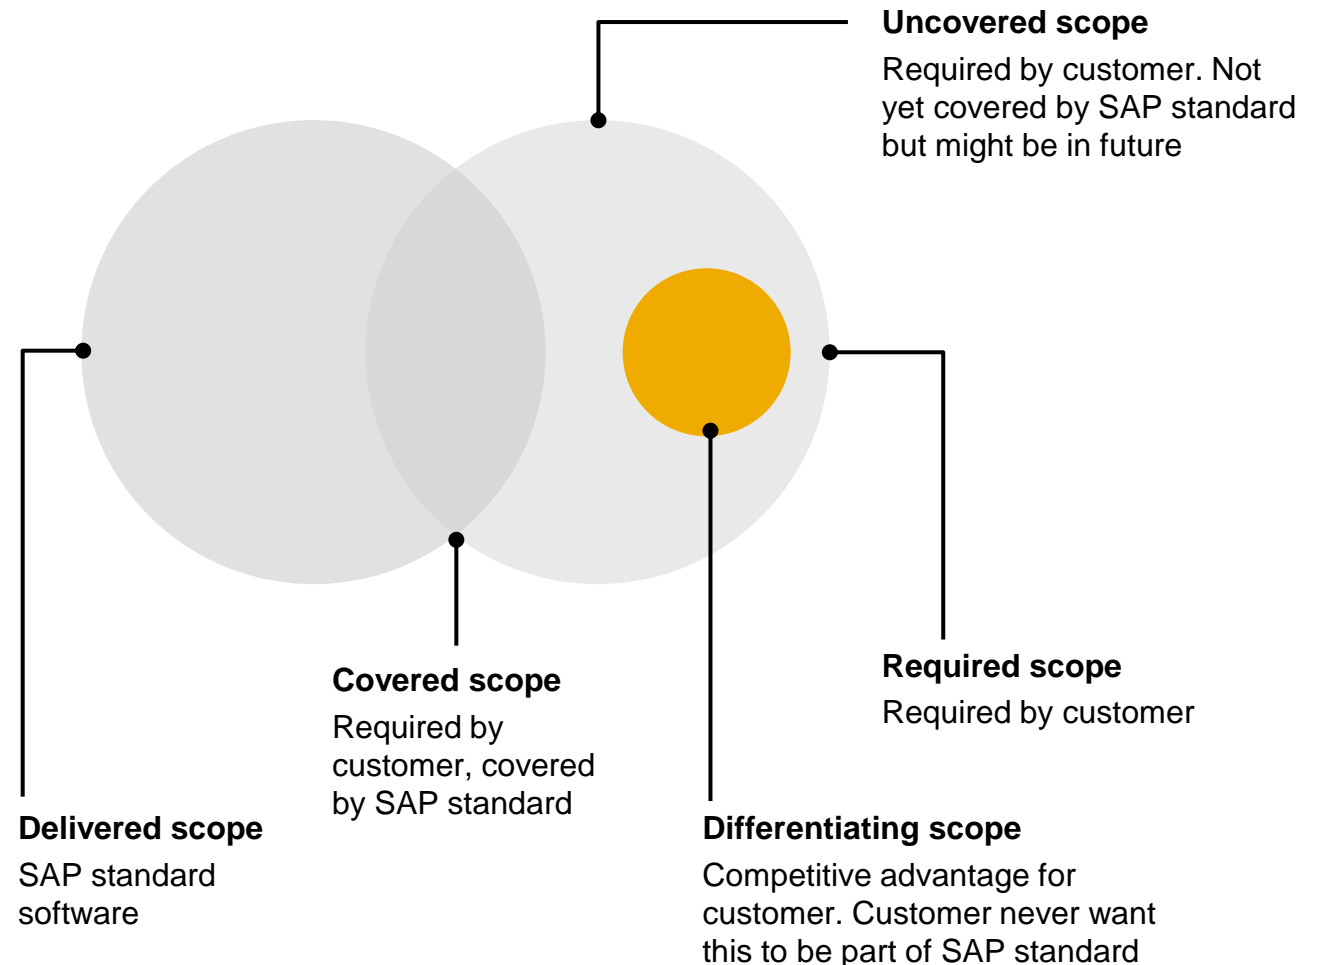 Uncovered scope
Required by customer. Not
yet covered by SAP standard
but might be in future
Covered scope
Required by
customer, covered
by SAP standard
Required scope
Required by customer
Delivered scope
SAP standard
software
Differentiating scope
Competitive advantage for
customer. Customer never want
this to be part of SAP standard